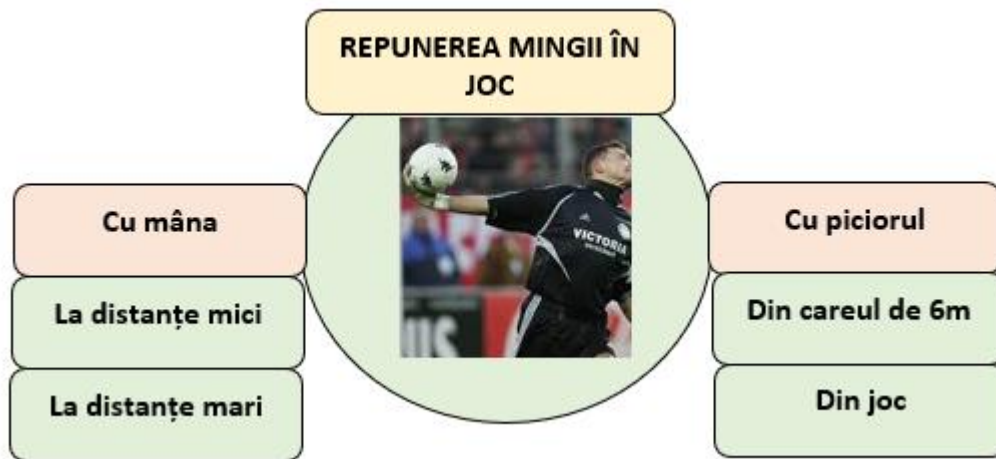 REPUNEREA MINGII ÎN
JOC
Cu mâna
Cu piciorul
La distanțe mici
Din careul de 6m
La distanțe mari
Din joc
VICTORIA